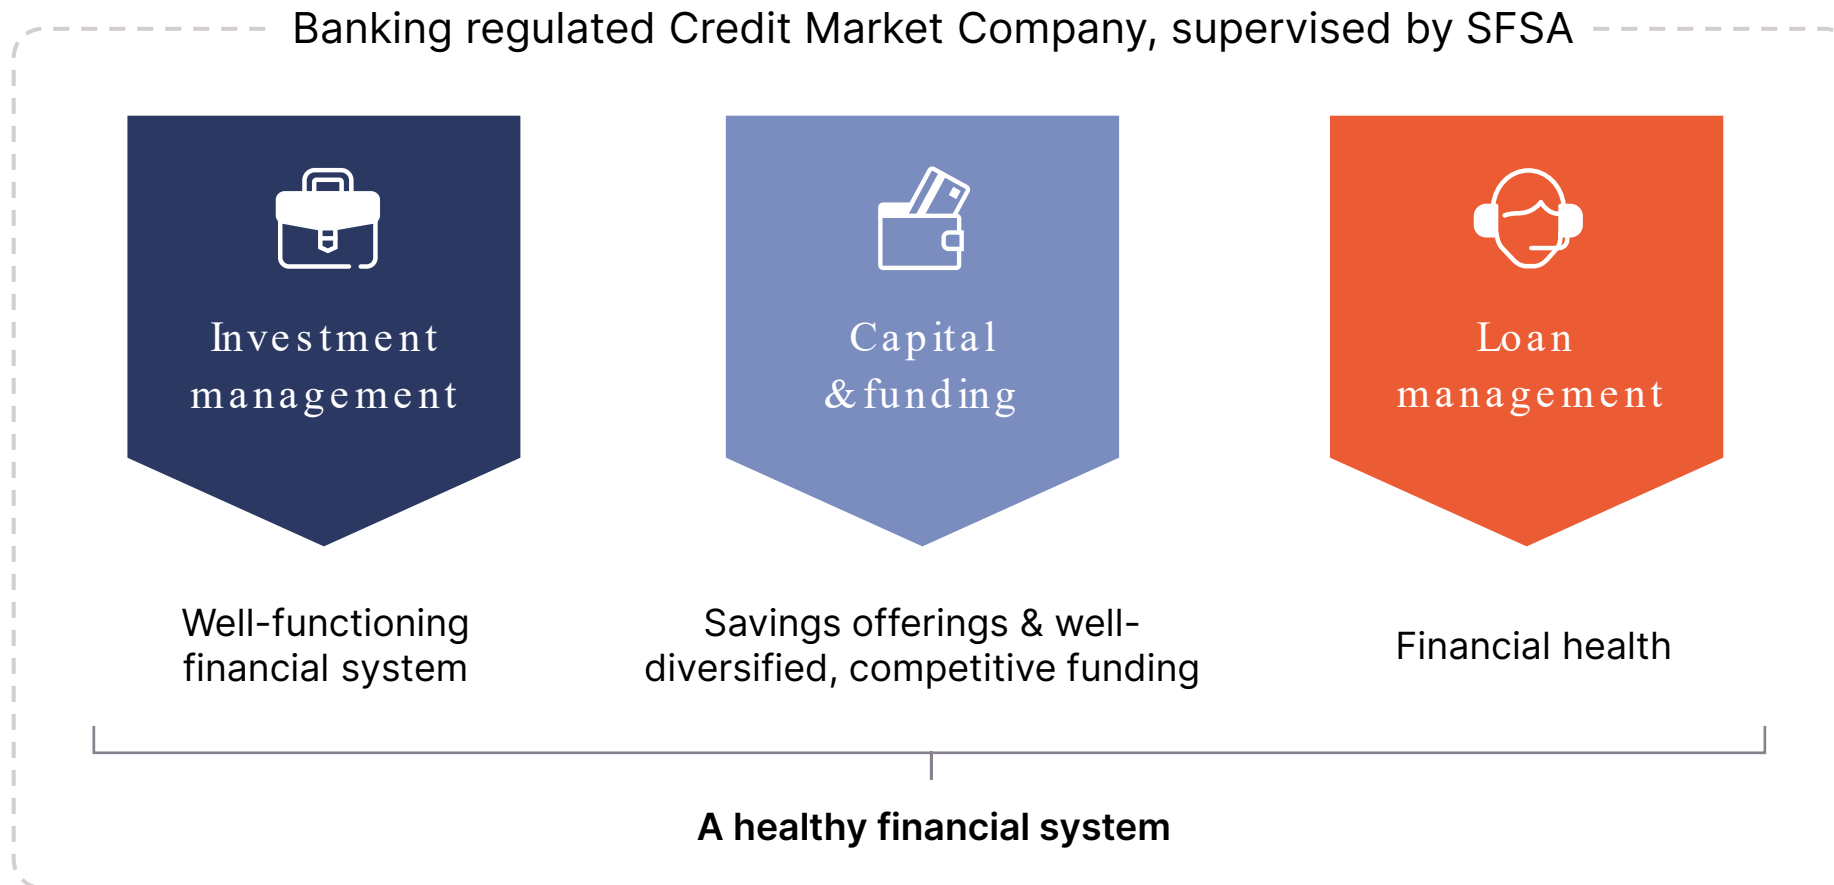 Banking regulated Credit Market Company, supervised by SFSA
Investment
management
Capital
& funding
Loan
management
Well-functioning
financial system
Savings offerings & well-
diversified, competitive funding
Financial health
A healthy financial system